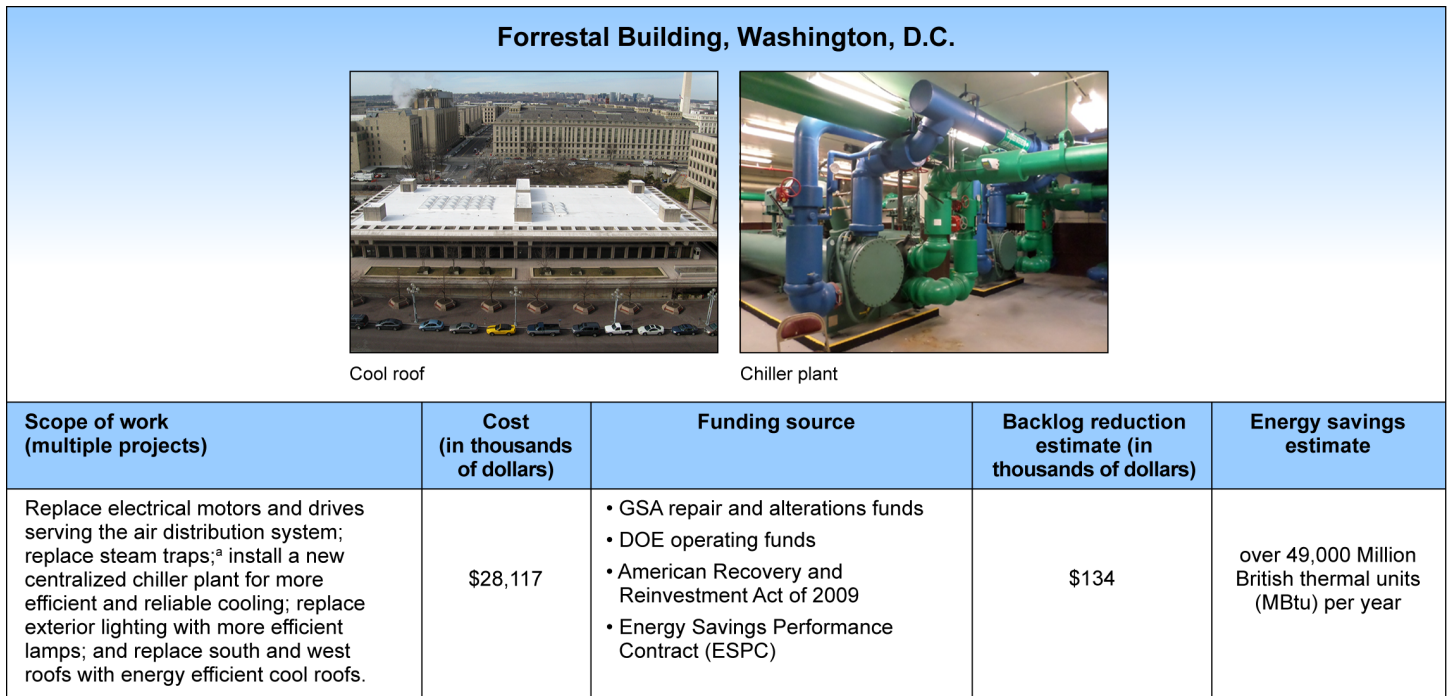 Forrestal Building, Washington, D.C.
Cool roof
Chiller plant
Scope of work
(multiple projects)
Cost
(in thousands
of dollars)
Funding source
Backlog reduction
estimate (in
thousands of dollars)
Energy savings
estimate
Replace electrical motors and drives
serving the air distribution system;
replace steam traps;ᵃ install a new
centralized chiller plant for more
efficient and reliable cooling; replace
exterior lighting with more efficient
lamps; and replace south and west
roofs with energy efficient cool roofs.
$28,117
• GSA repair and alterations funds
• DOE operating funds
• American Recovery and
Reinvestment Act of 2009
• Energy Savings Performance
Contract (ESPC)
$134
over 49,000 Million
British thermal units
(MBtu) per year